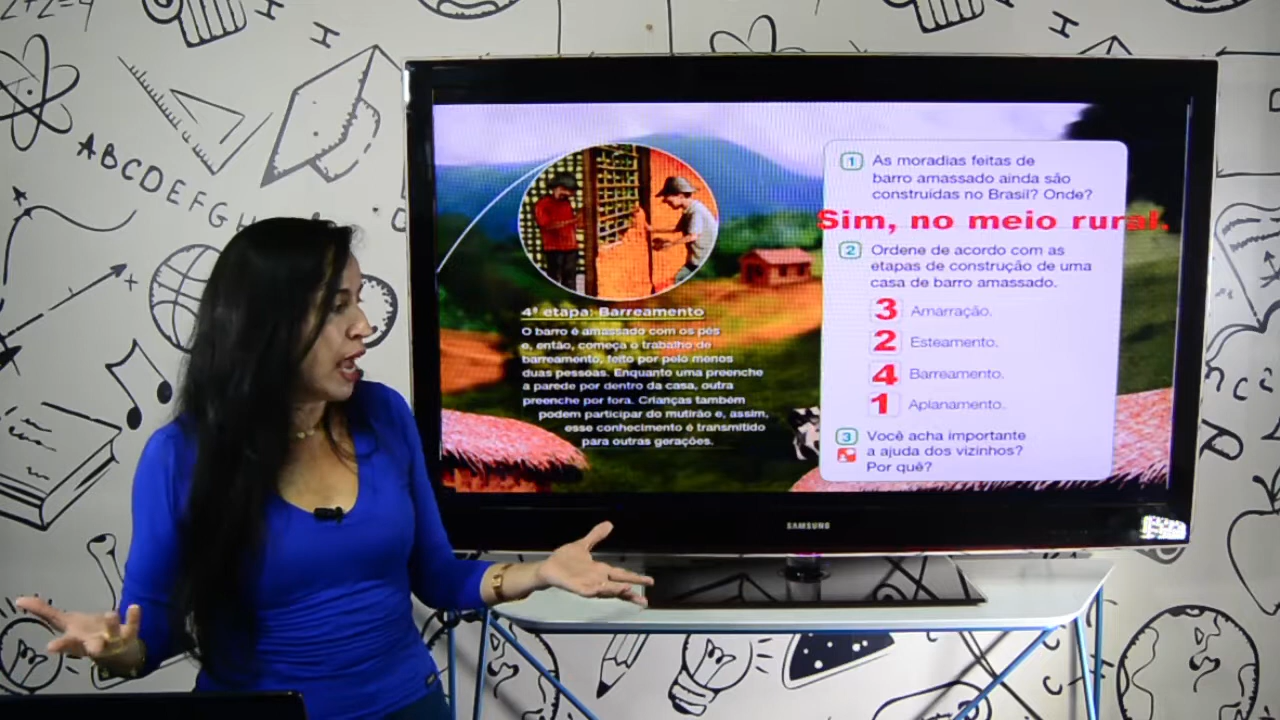 2+2=4
ABCDEFGH
4ª etapa: Barreamento
O barro é amassado com os pés
e, então, começa o trabalho de
barreamento, feito por pelo menos
duas pessoas. Enquanto uma preenche
a parede por dentro da casa, outra
preenche por fora. Crianças também
podem participar do mutirão e, assim,
esse conhecimento é transmitido
para outras gerações.
1 As moradias feitas de
barro amassado ainda são
construídas no Brasil? Onde?
Sim, no meio rural.
2 Ordene de acordo com as
etapas de construção de uma
casa de barro amassado.
3 Amarração.
2 Esteamento.
4 Barreamento.
1 Aplanamento.
3 Você acha importante
a ajuda dos vizinhos?
Por quê?
SAMSUNG